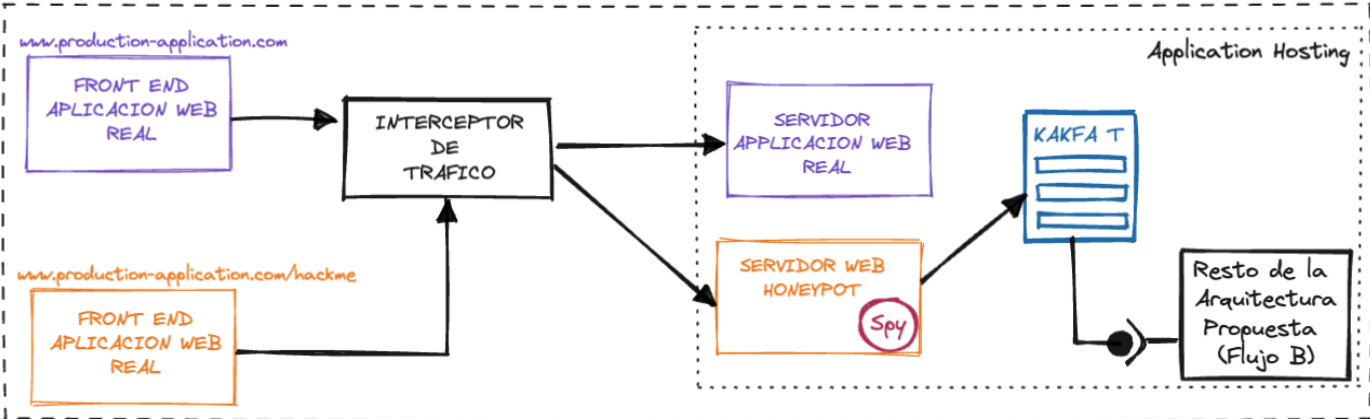 www.production-application.com
FRONT END
APLICACION WEB
REAL
INTERCEPTOR
DE
TRAFICO
www.production-application.com/hackme
FRONT END
APLICACION WEB
REAL
Application Hosting
SERVIDOR
APPLICACION WEB
REAL
SERVIDOR WEB
HONEYPOT
Spy
KAKFA T
Resto de la
Arquitectura
Propuesta
(Flujo B)